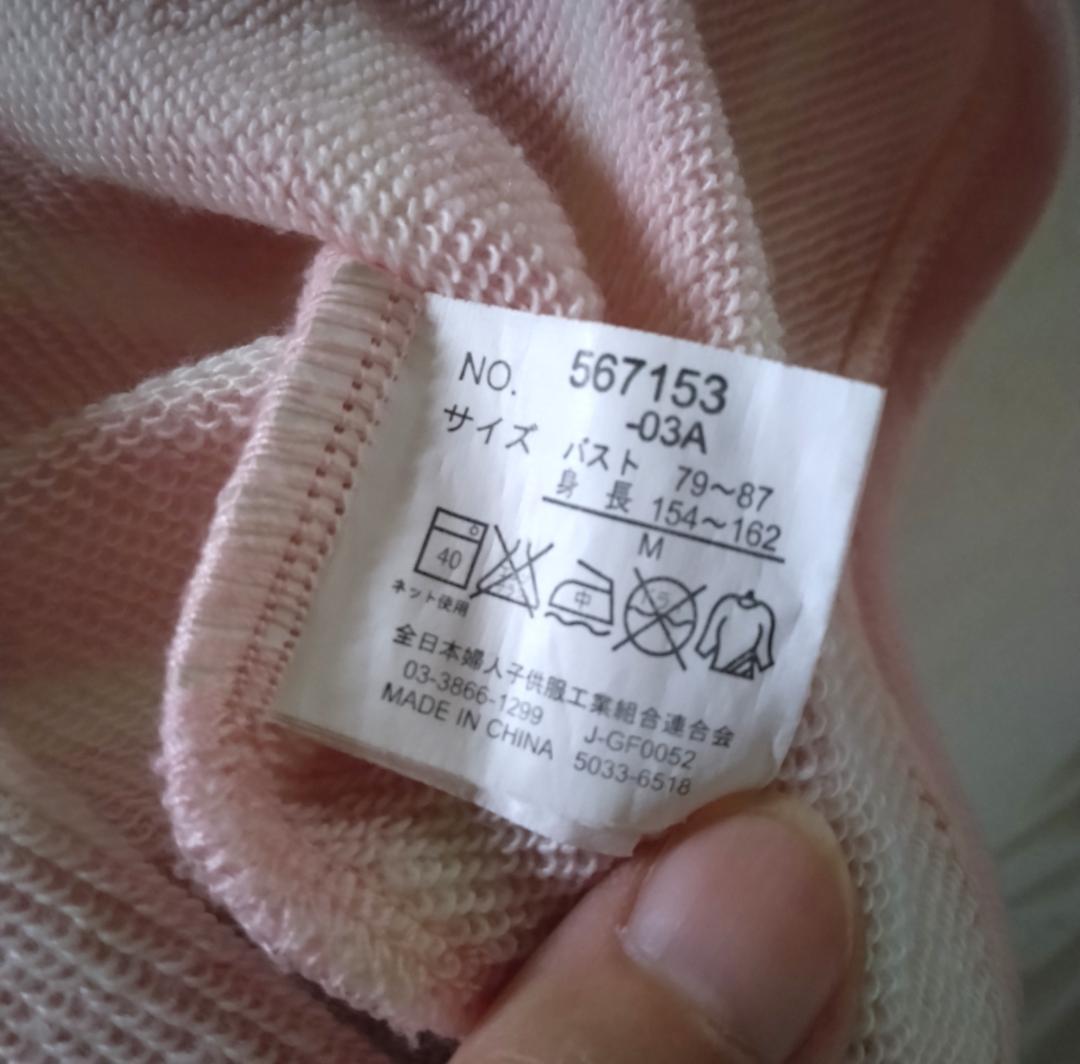 NO. 567153
-03A
サイズ バスト 79～87
身長 154～162
M
40
中
ネット使用
全日本婦人子供服工業組合連合会
03-3866-1299 J-GF0052
MADE IN CHINA 5033-6518